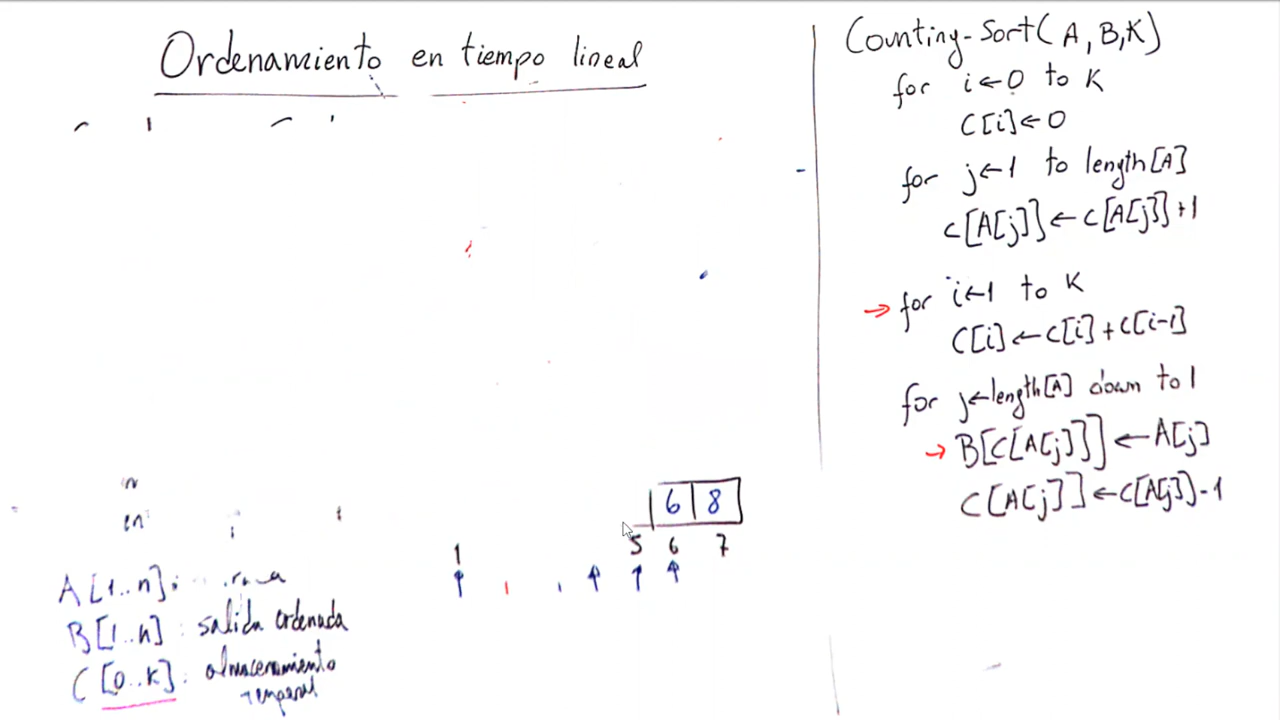 Ordenamiento en tiempo lineal
6 8
5 6 7
1
A[1..n]:
B[1..n]: salida ordenada
C[0..K]: almacenamiento
temporal
Counting-Sort(A,B,K)
for i←0 to K
C[i]←0
for j←1 to length[A]
C[A[j]]←C[A[j]]+1
→ for i←1 to K
C[i]←C[i]+C[i-1]
for j←length[A] down to 1
→ B[C[A[j]]]←A[j]
C[A[j]]←C[A[j]]-1